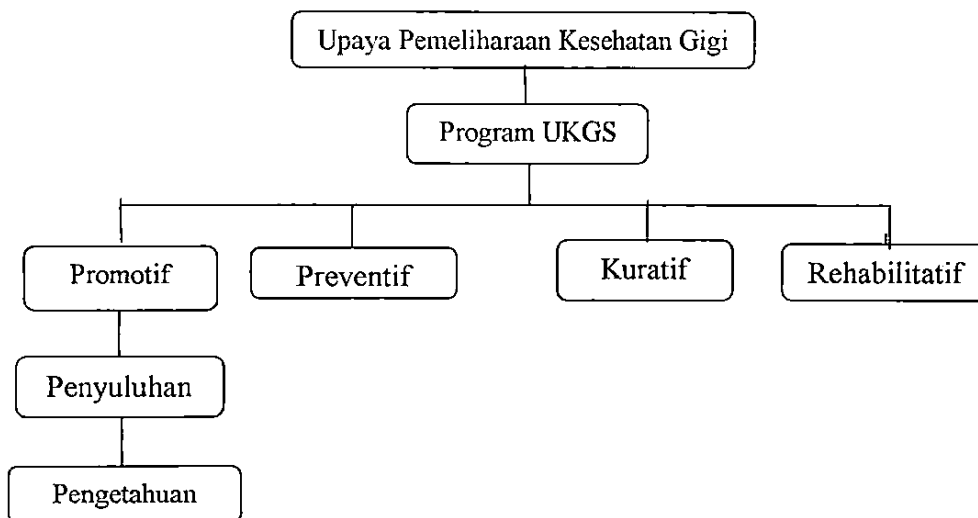 Upaya Pemeliharaan Kesehatan Gigi
Program UKGS
Promotif
Preventif
Kuratif
Rehabilitatif
Penyuluhan
Pengetahuan